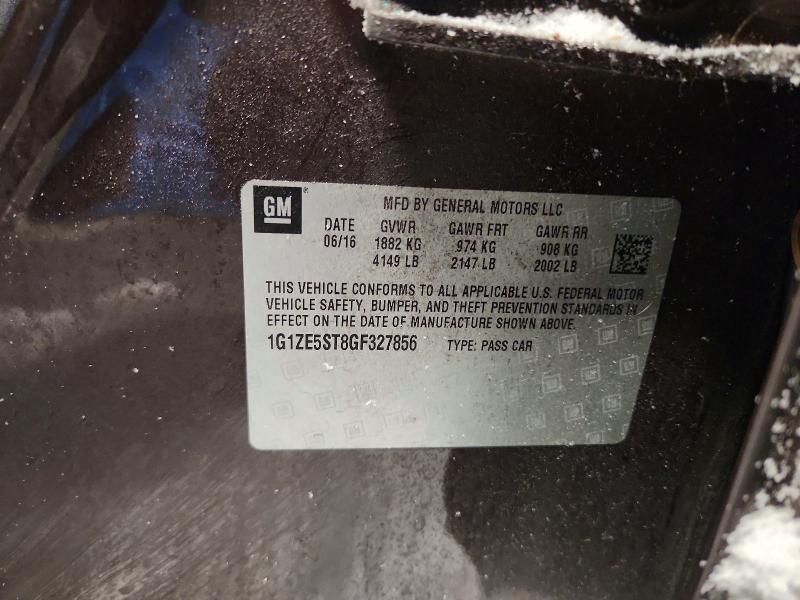 GM ® MFD BY GENERAL MOTORS LLC
DATE GVWR GAWR FRT GAWR RR
06/16 1882 KG 974 KG 908 KG
4149 LB 2147 LB 2002 LB
THIS VEHICLE CONFORMS TO ALL APPLICABLE U.S. FEDERAL MOTOR
VEHICLE SAFETY, BUMPER, AND THEFT PREVENTION STANDARDS IN
EFFECT ON THE DATE OF MANUFACTURE SHOWN ABOVE.
1G1ZE5ST8GF327856 TYPE: PASS CAR